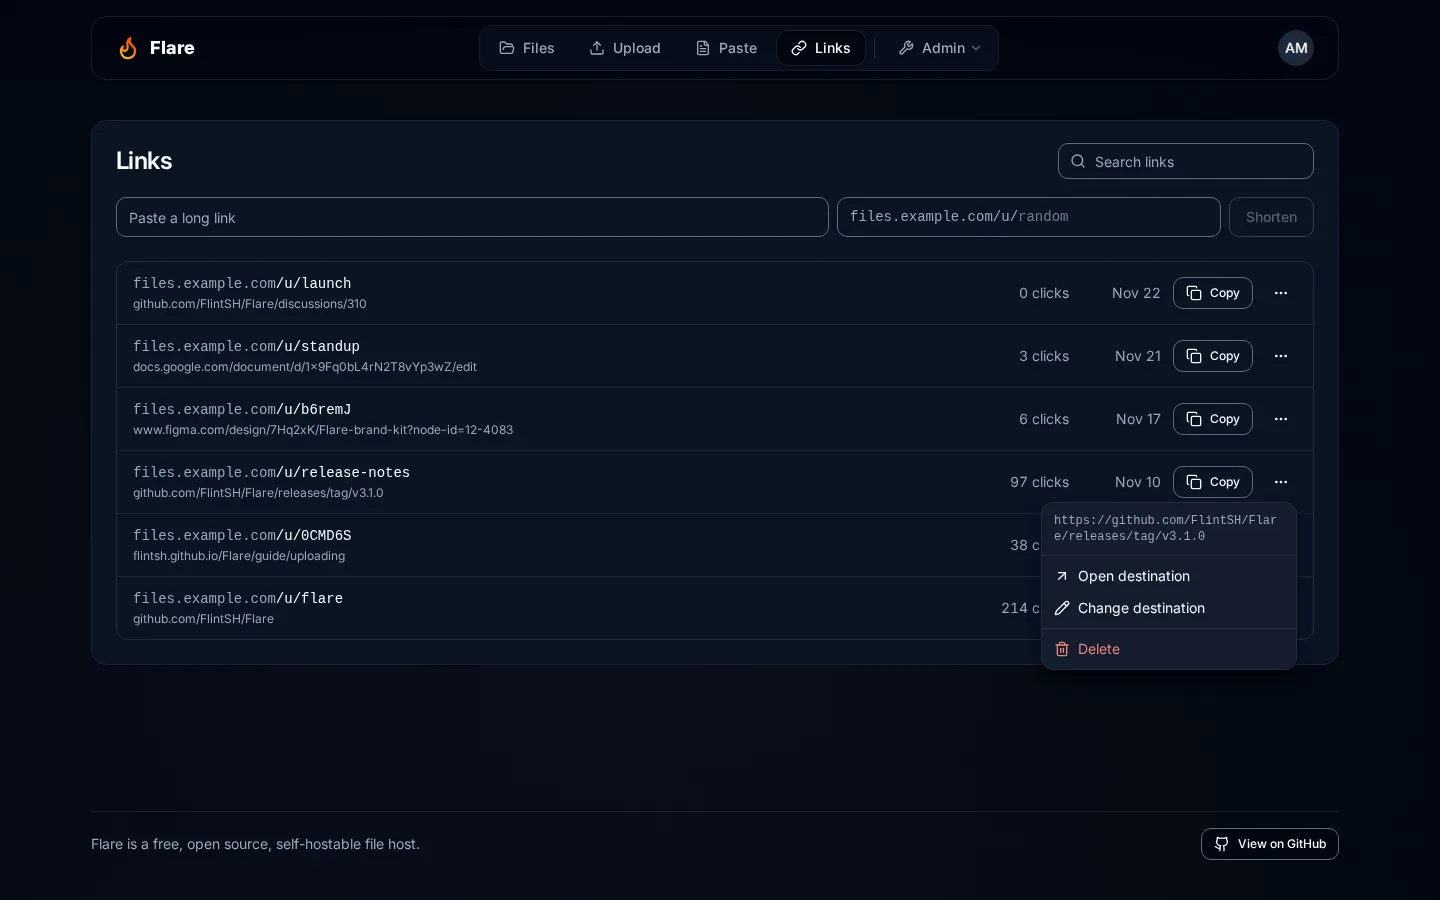 Flare
Files
Upload
Paste
Links
Admin
AM
Links
Search links
Paste a long link
files.example.com/u/random
Shorten
files.example.com/u/launch
github.com/FlintSH/Flare/discussions/310
0 clicks
Nov 22
Copy
files.example.com/u/standup
docs.google.com/document/d/1x9Fq0bL4rN2T8vYp3wZ/edit
3 clicks
Nov 21
Copy
files.example.com/u/b6remJ
www.figma.com/design/7Hq2xK/Flare-brand-kit?node-id=12-4083
6 clicks
Nov 17
Copy
files.example.com/u/release-notes
github.com/FlintSH/Flare/releases/tag/v3.1.0
97 clicks
Nov 10
Copy
files.example.com/u/0CMD6S
flintsh.github.io/Flare/guide/uploading
38 c
files.example.com/u/flare
github.com/FlintSH/Flare
214 c
https://github.com/FlintSH/Flar
e/releases/tag/v3.1.0
Open destination
Change destination
Delete
Flare is a free, open source, self-hostable file host.
View on GitHub